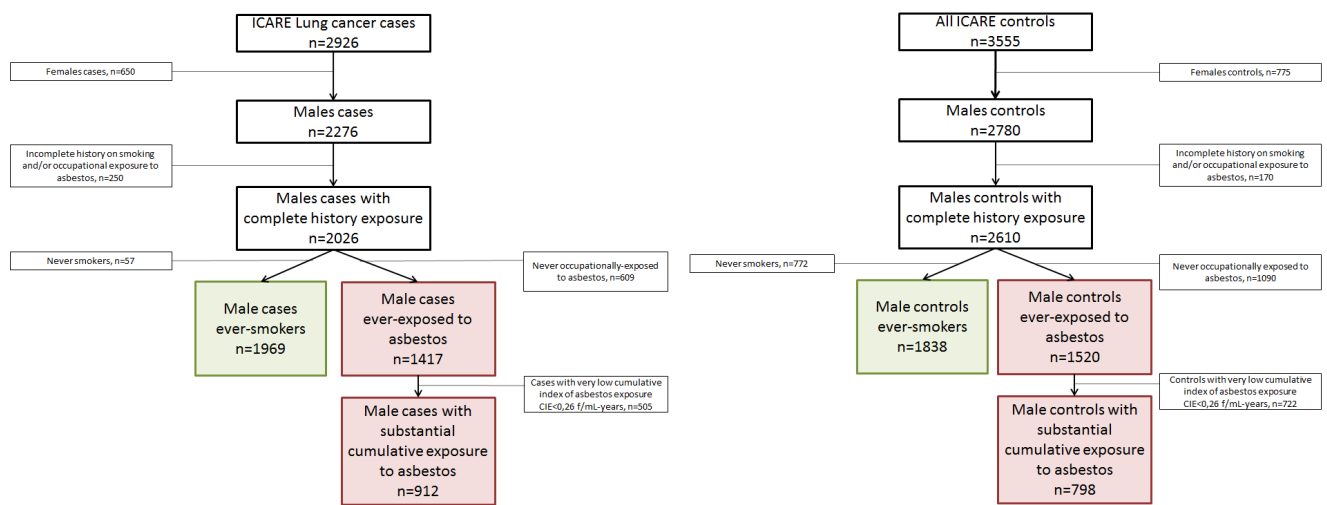 ICARE Lung cancer cases
n=2926
Females cases, n=650
Males cases
n=2276
Incomplete history on smoking
and/or occupational exposure to
asbestos, n=250
Males cases with
complete history exposure
n=2026
Never smokers, n=57
Never occupationally-exposed
to asbestos, n=609
Male cases
ever-smokers
n=1969
Male cases
ever-exposed to
asbestos
n=1417
Cases with very low cumulative
index of asbestos exposure
CIE<0,26 f/mL-years, n=505
Male cases with
substantial
cumulative exposure
to asbestos
n=912
All ICARE controls
n=3555
Females controls, n=775
Males controls
n=2780
Incomplete history on smoking
and/or occupational exposure to
asbestos, n=170
Males controls with
complete history exposure
n=2610
Never smokers, n=772
Never occupationally exposed to
asbestos, n=1090
Male controls
ever-smokers
n=1838
Male controls
ever-exposed to
asbestos
n=1520
Controls with very low cumulative
index of asbestos exposure
CIE<0,26 f/mL-years, n=722
Male controls with
substantial
cumulative exposure
to asbestos
n=798